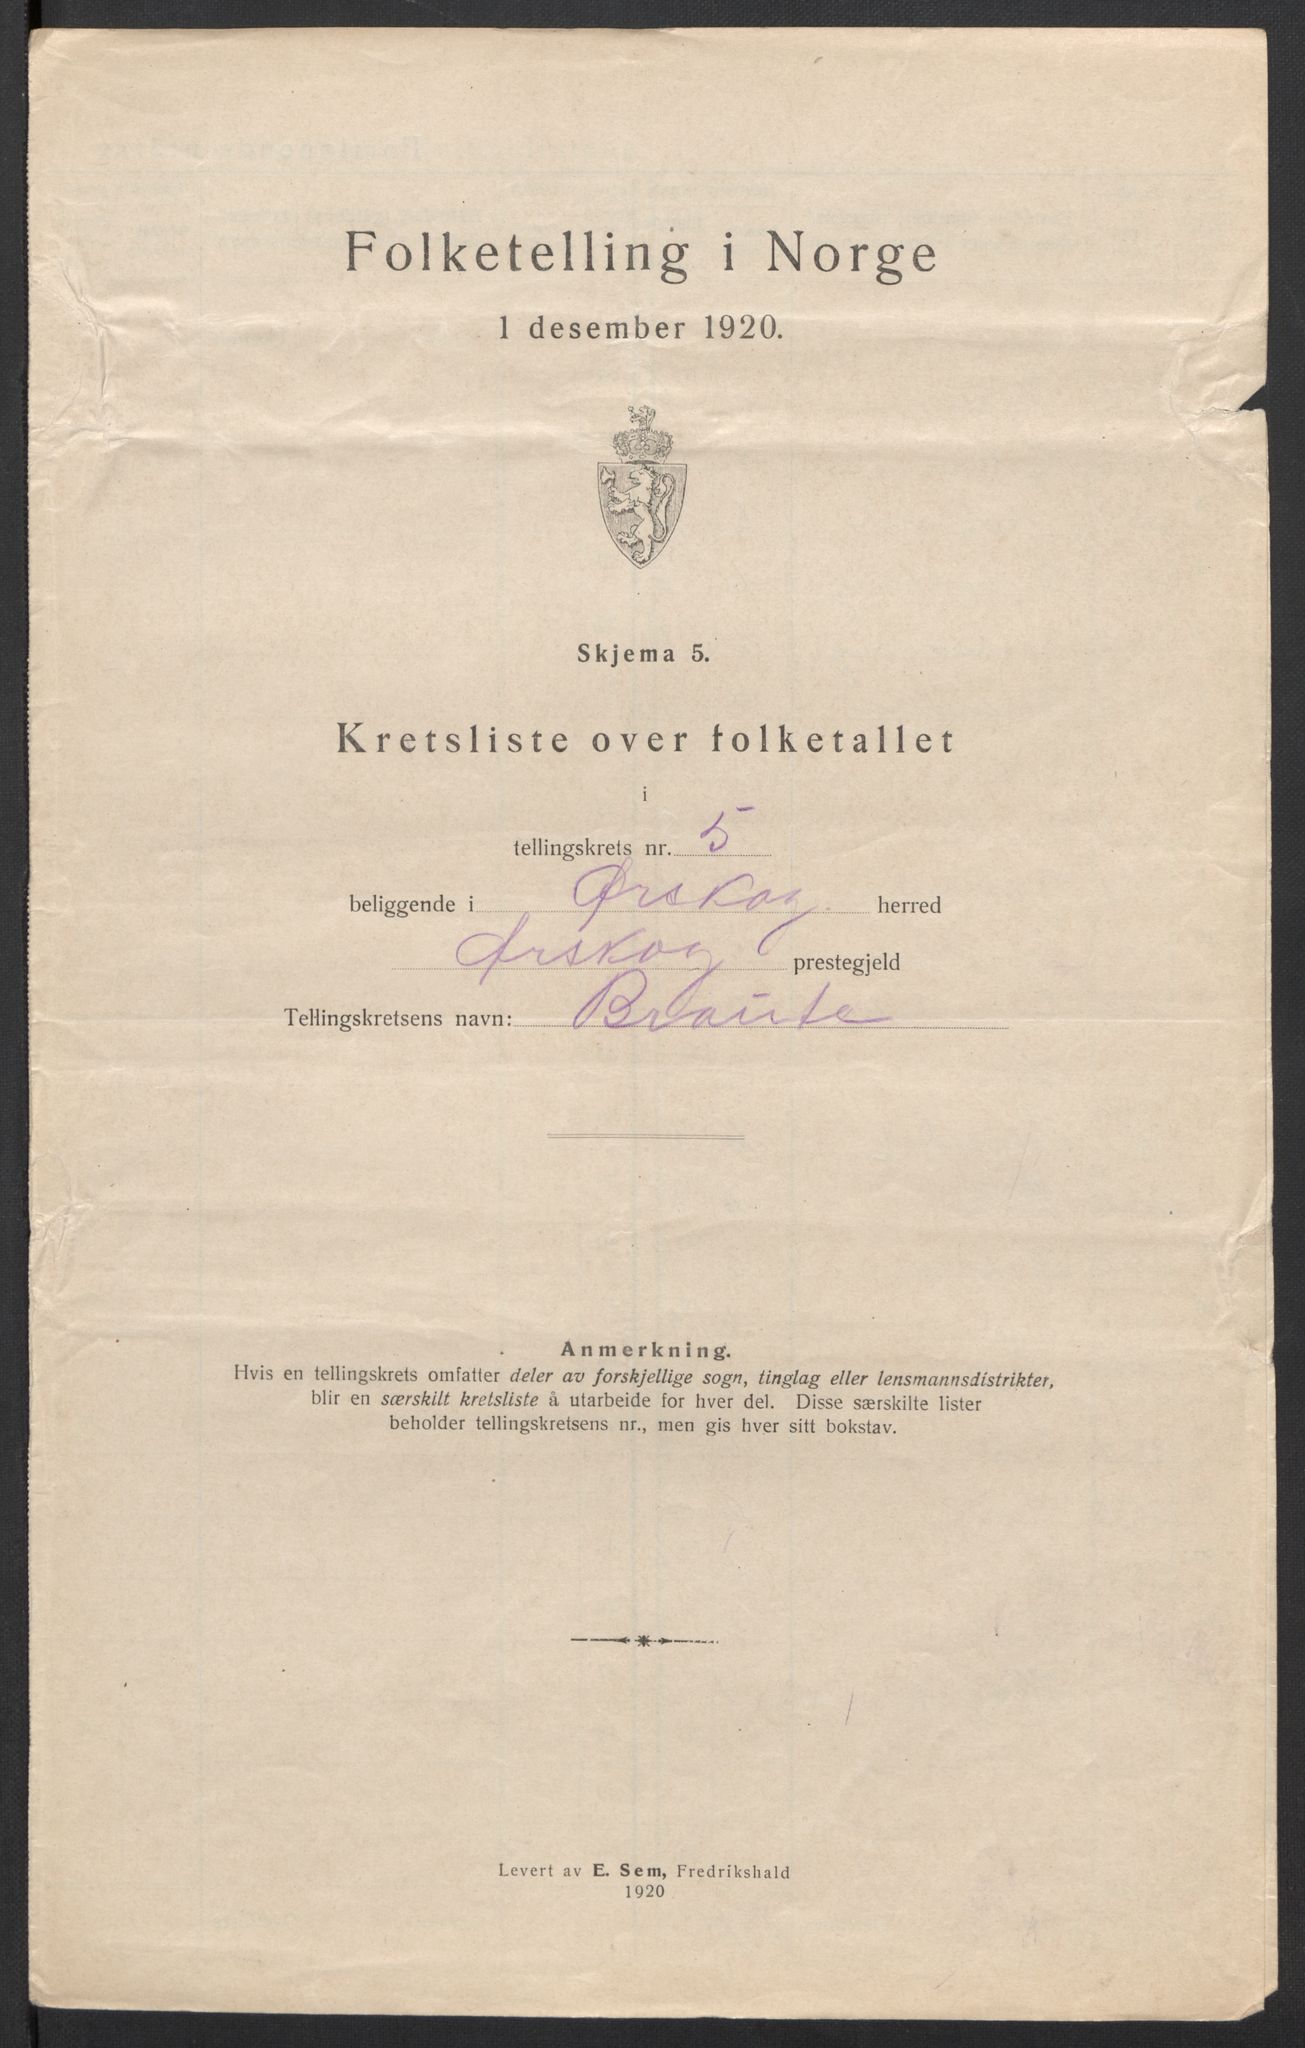 Folketelling i Norge
1 desember 1920.
Skjema 5.
Kretsliste over folketallet
i
tellingskrets nr. 5
beliggende i Ørskog herred
Ørskog prestegjeld
Tellingskretsens navn: Braute
Anmerkning.
Hvis en tellingskrets omfatter deler av forskjellige sogn, tinglag eller lensmannsdistrikter,
blir en særskilt kretsliste å utarbeide for hver del. Disse særskilte lister
beholder tellingskretsens nr., men gis hver sitt bokstav.
Levert av E. Sem, Fredrikshald
1920